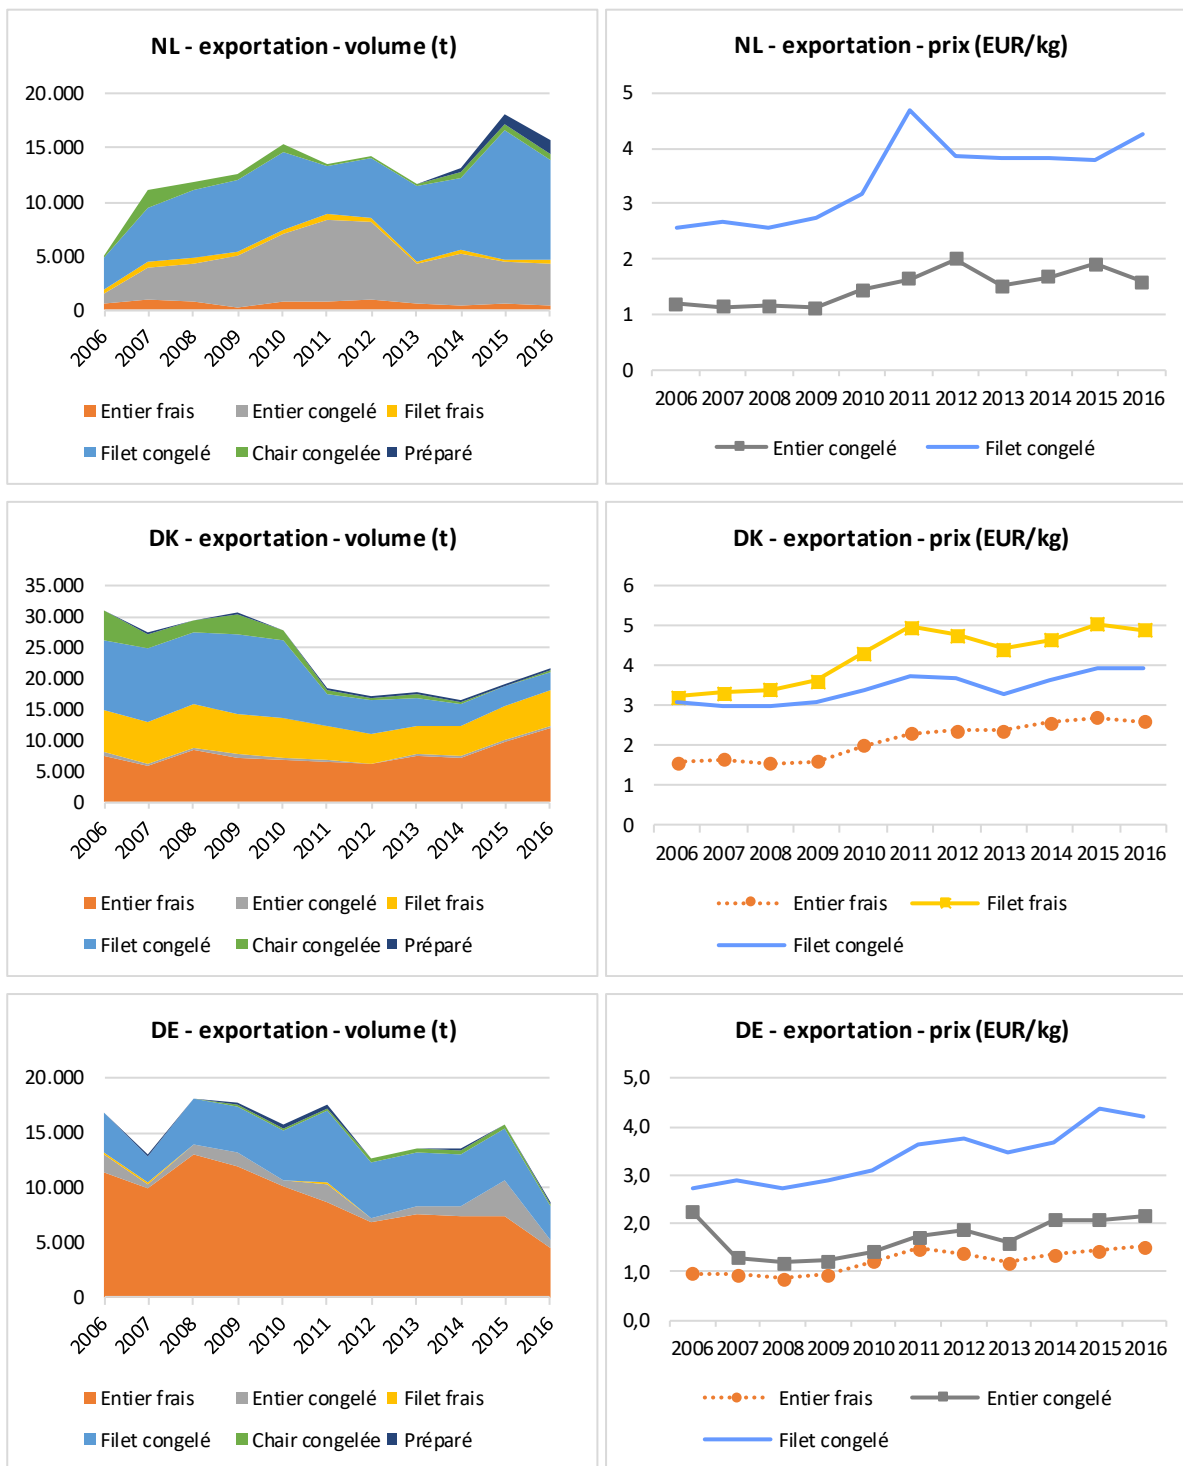 NL - exportation - volume (t)
20.000
15.000
10.000
5.000
0
2006 2007 2008 2009 2010 2011 2012 2013 2014 2015 2016
Entier frais Entier congelé Filet frais
Filet congelé Chair congelée Préparé
NL - exportation - prix (EUR/kg)
5
4
3
2
1
0
2006 2007 2008 2009 2010 2011 2012 2013 2014 2015 2016
Entier congelé Filet congelé
DK - exportation - volume (t)
35.000
30.000
25.000
20.000
15.000
10.000
5.000
0
2006 2007 2008 2009 2010 2011 2012 2013 2014 2015 2016
Entier frais Entier congelé Filet frais
Filet congelé Chair congelée Préparé
DK - exportation - prix (EUR/kg)
6
5
4
3
2
1
0
2006 2007 2008 2009 2010 2011 2012 2013 2014 2015 2016
Entier frais Filet frais
Filet congelé
DE - exportation - volume (t)
20.000
15.000
10.000
5.000
0
2006 2007 2008 2009 2010 2011 2012 2013 2014 2015 2016
Entier frais Entier congelé Filet frais
Filet congelé Chair congelée Préparé
DE - exportation - prix (EUR/kg)
5,0
4,0
3,0
2,0
1,0
0,0
2006 2007 2008 2009 2010 2011 2012 2013 2014 2015 2016
Entier frais Entier congelé
Filet congelé